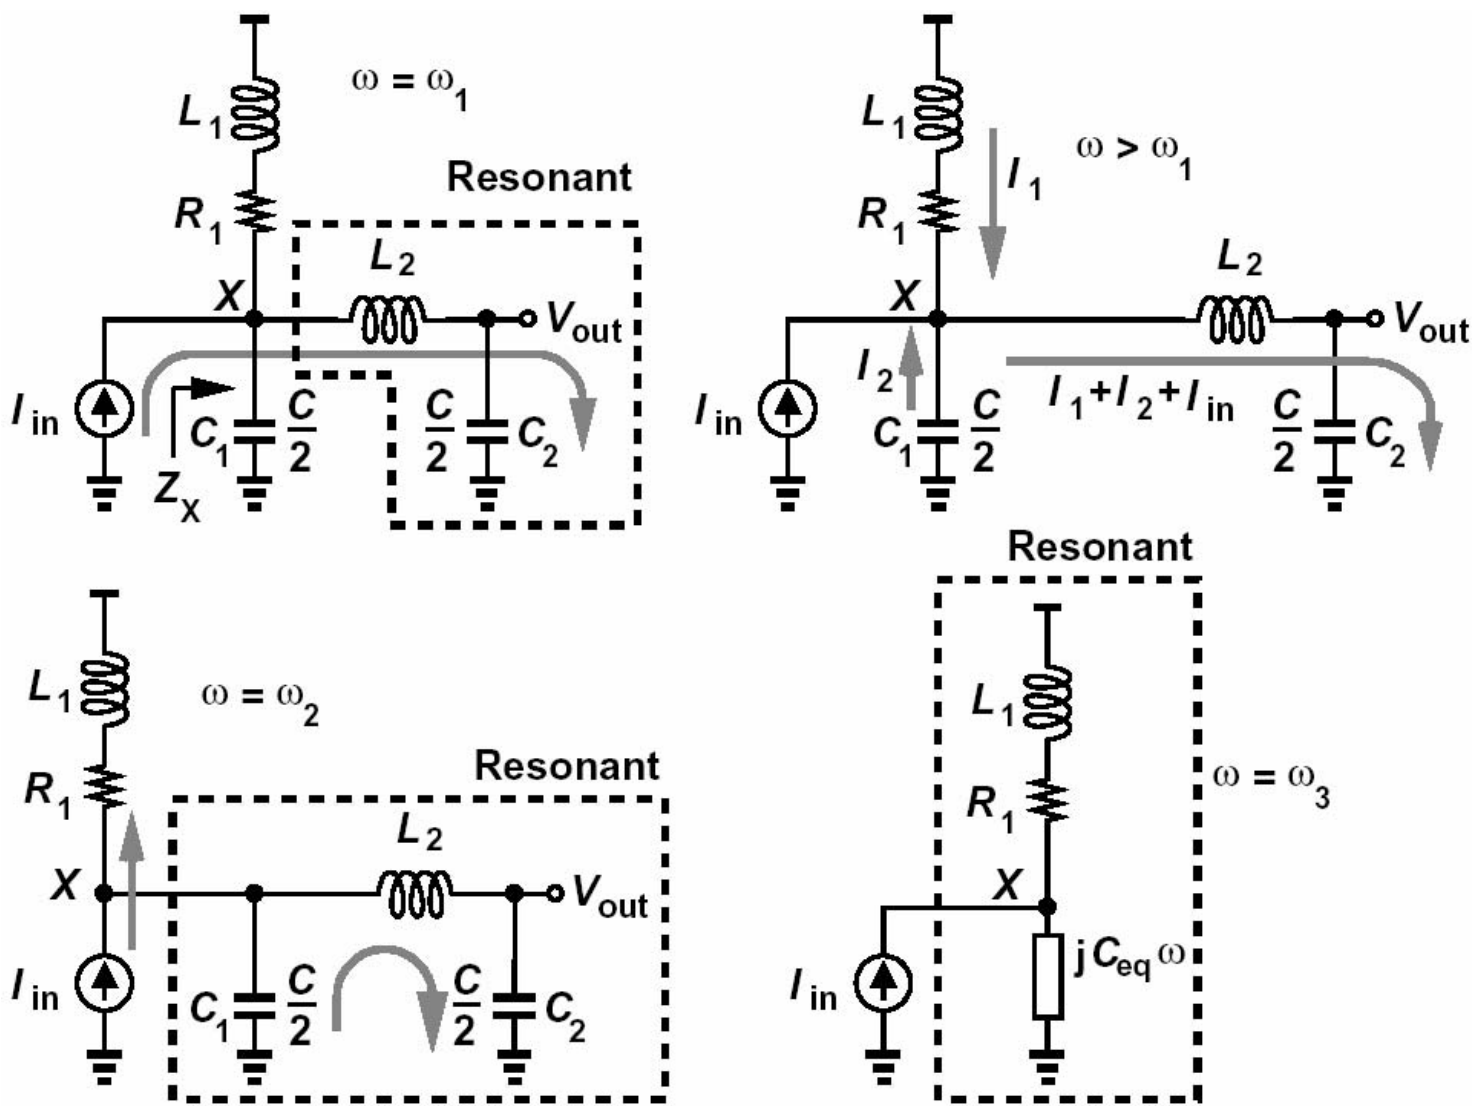 L1
ω = ω1
Resonant
R1
L2
X
Vout
Iin
ZX
C1
C/2
C/2
C2
L1
ω > ω1
I1
R1
L2
X
Vout
I2
I1+I2+Iin
Iin
C1
C/2
C/2
C2
L1
ω = ω2
Resonant
R1
L2
X
Vout
Iin
C1
C/2
C/2
C2
Resonant
L1
ω = ω3
R1
X
jCeqω
Iin